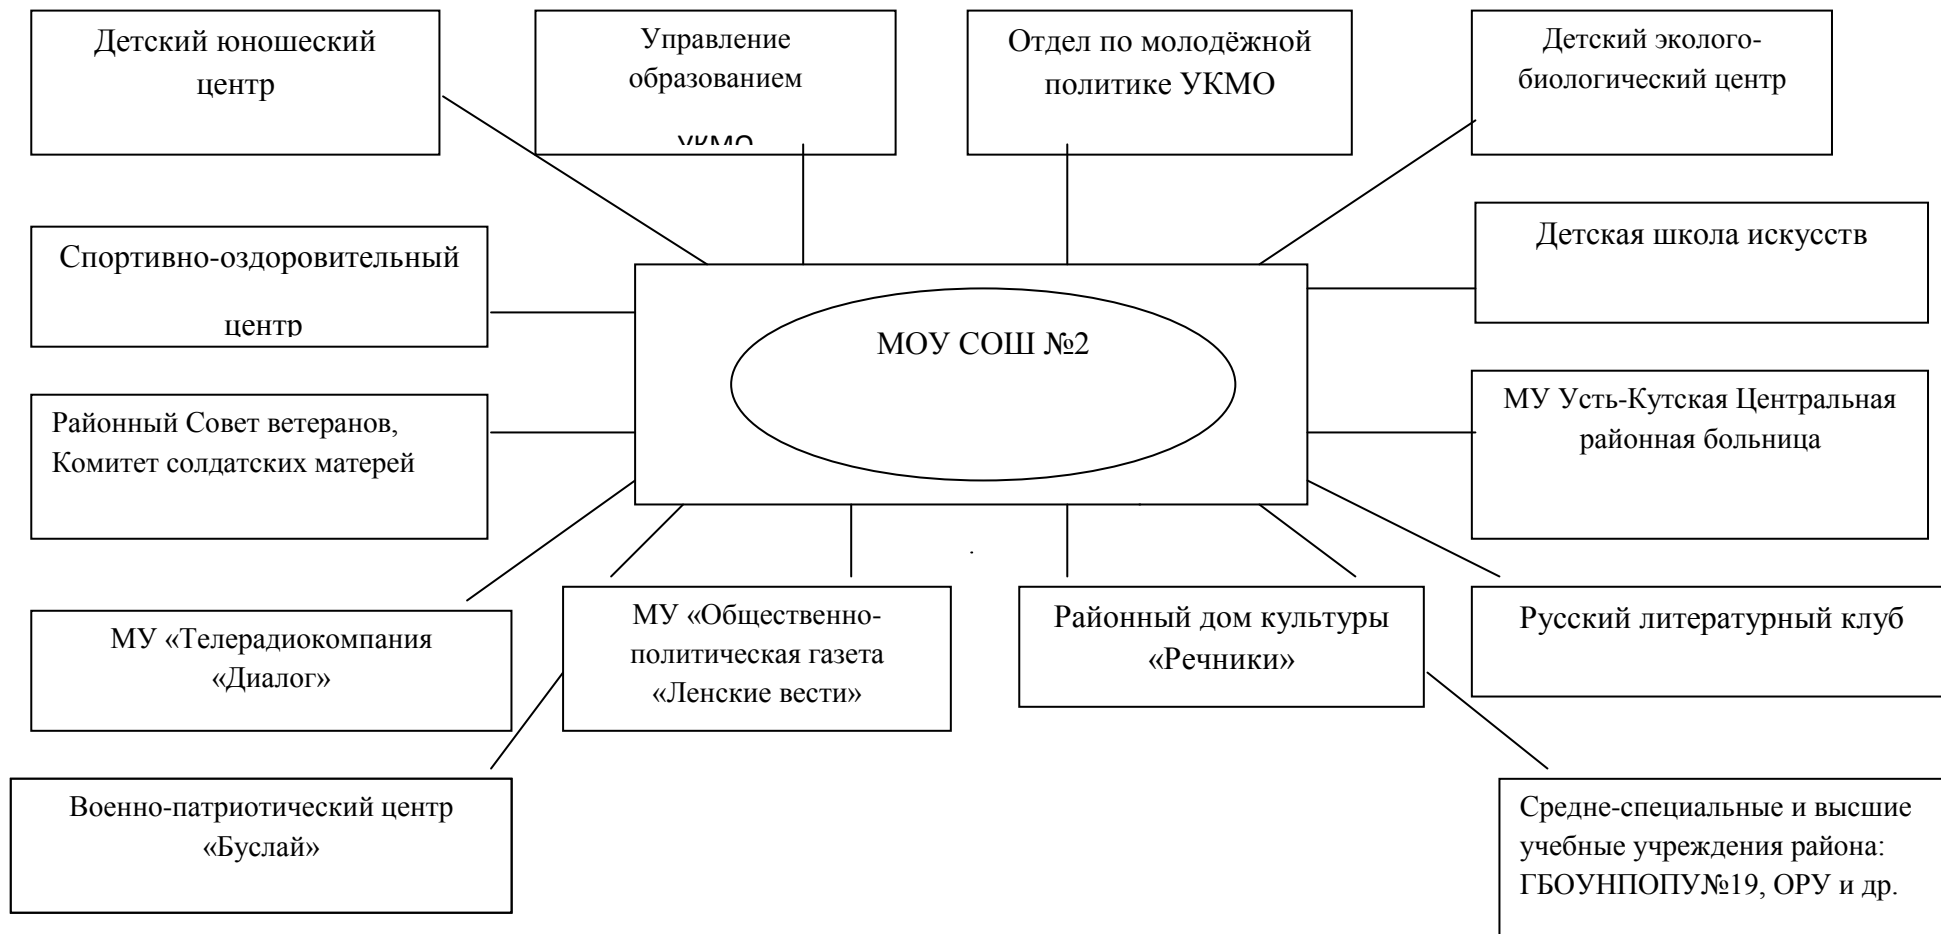 Детский юношеский
центр
Управление
образованием
УКМО
Отдел по молодёжной
политике УКМО
Детский эколого-
биологический центр
Спортивно-оздоровительный
центр
Детская школа искусств
МОУ СОШ №2
Районный Совет ветеранов,
Комитет солдатских матерей
МУ Усть-Кутская Центральная
районная больница
МУ «Телерадиокомпания
«Диалог»
МУ «Общественно-
политическая газета
«Ленские вести»
Районный дом культуры
«Речники»
Русский литературный клуб
Военно-патриотический центр
«Буслай»
Средне-специальные и высшие
учебные учреждения района:
ГБОУНПОПУ№19, ОРУ и др.